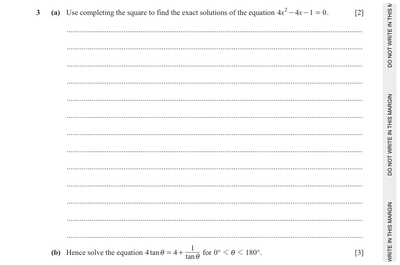 3 (a) Use completing the square to find the exact solutions of the equation 4x² − 4x − 1 = 0. [2]
DO NOT WRITE IN THIS M
DO NOT WRITE IN THIS MARGIN
WRITE IN THIS MARGIN
(b) Hence solve the equation 4 tan θ = 4 + 1/tan θ for 0° < θ < 180°. [3]